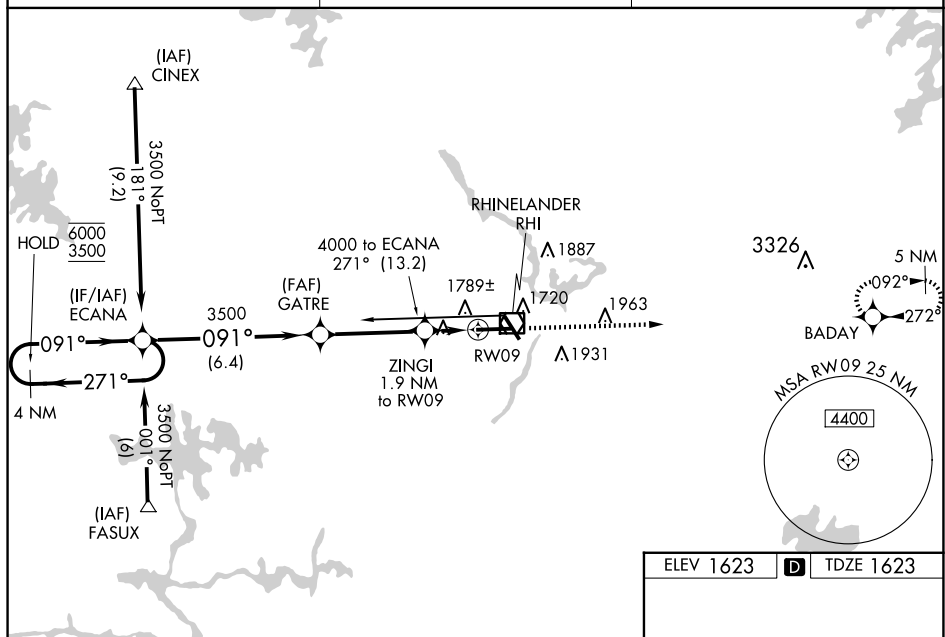 (IAF)
CINEX
3500 NoPT
181°
(9.2)
HOLD
6000
3500
(IF/IAF)
ECANA
091°
271°
4 NM
3500 NoPT
001°
(6)
(IAF)
FASUX
3500
091°
(6.4)
(FAF)
GATRE
4000 to ECANA
271° (13.2)
RHINELANDER
RHI
1887
1789±
1720
1963
1931
ZINGI
1.9 NM
to RW09
RW09
3326
5 NM
092°
272°
BADAY
MSA RW09 25 NM
4400
ELEV 1623
D
TDZE 1623